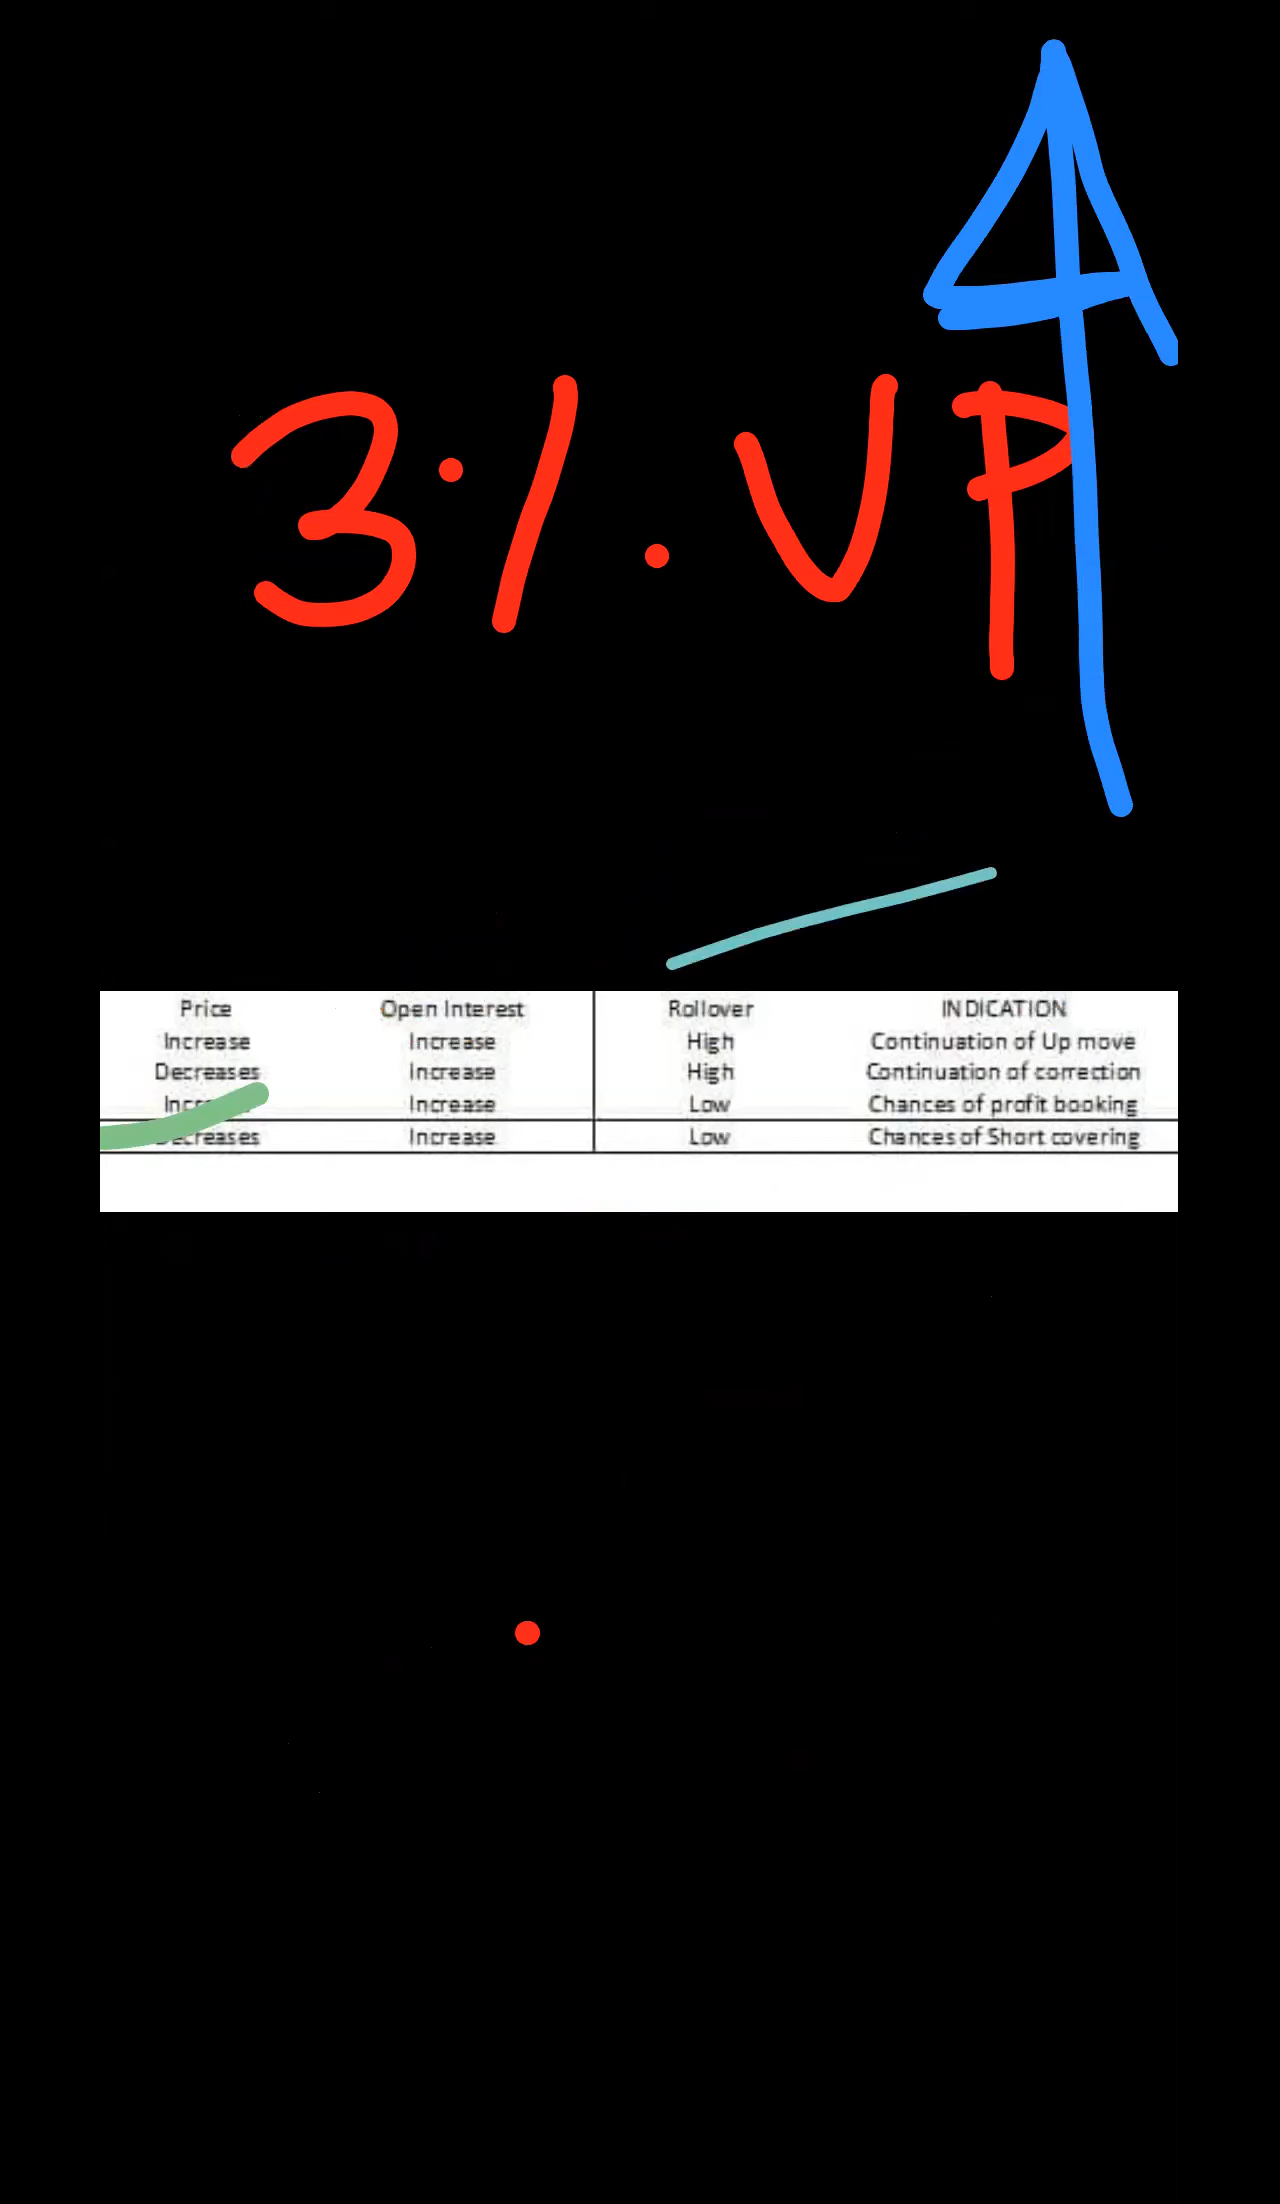 3% UP
Price Open Interest Rollover INDICATION
Increase Increase High Continuation of Up move
Decreases Increase High Continuation of correction
Increase Low Chances of profit booking
Decreases Increase Low Chances of Short covering